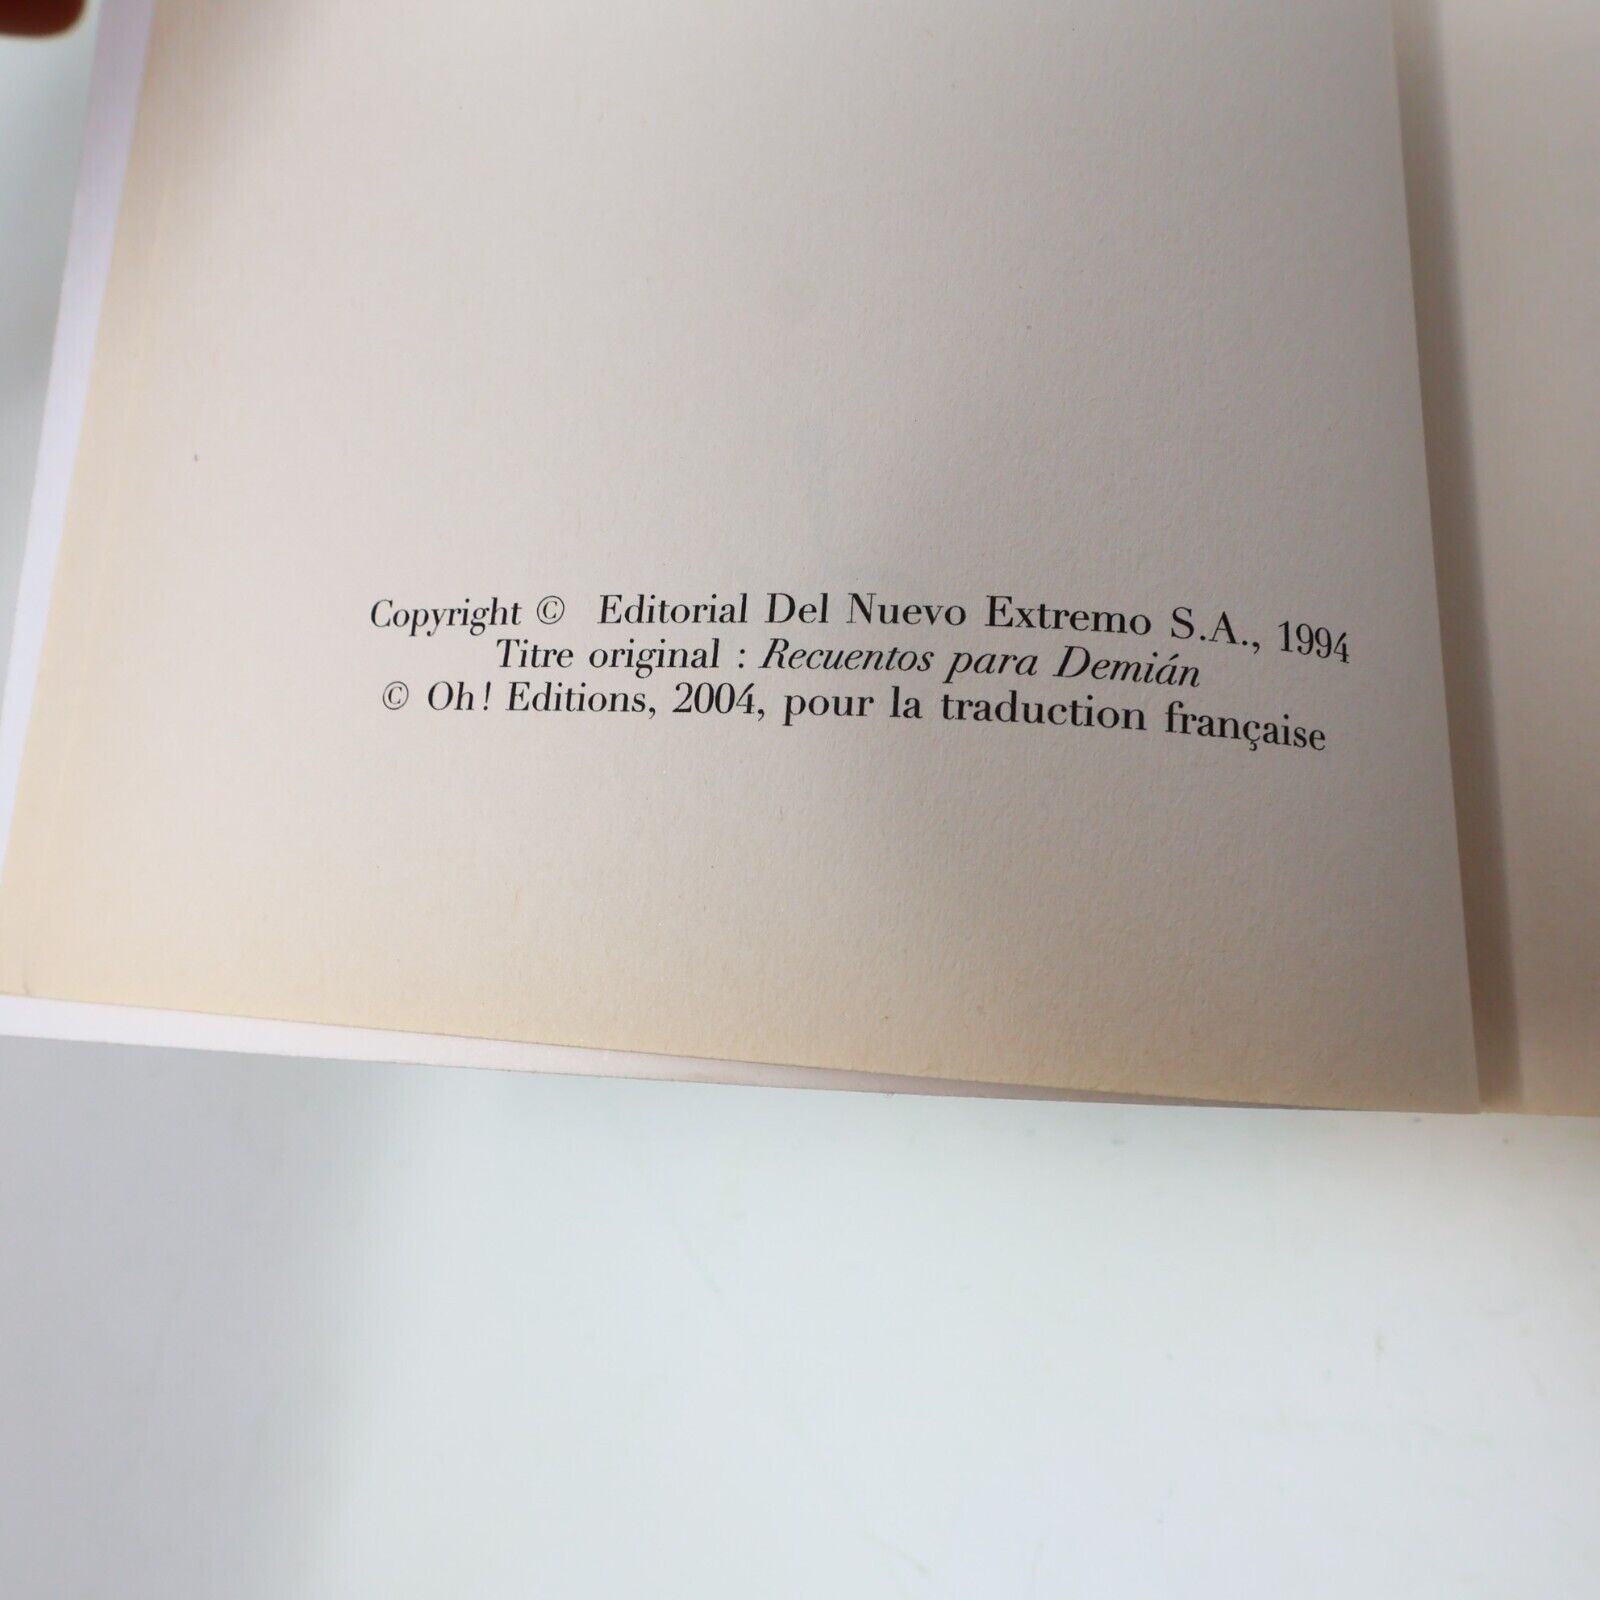 Copyright © Editorial Del Nuevo Extremo S.A., 1994
Titre original : Recuentos para Demián
© Oh! Editions, 2004, pour la traduction française